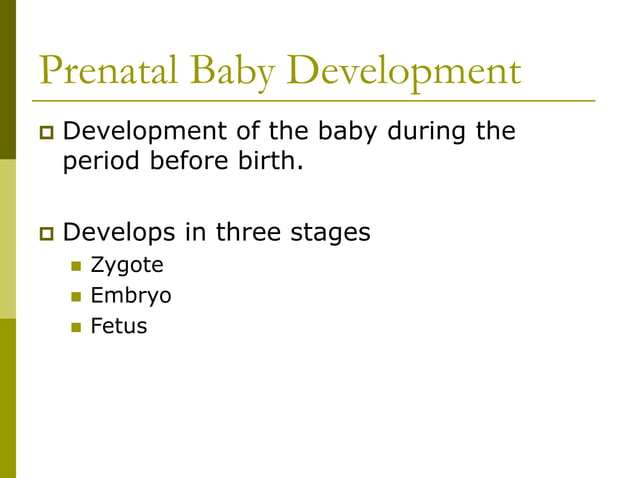 Prenatal Baby Development
Development of the baby during the
period before birth.
Develops in three stages
Zygote
Embryo
Fetus